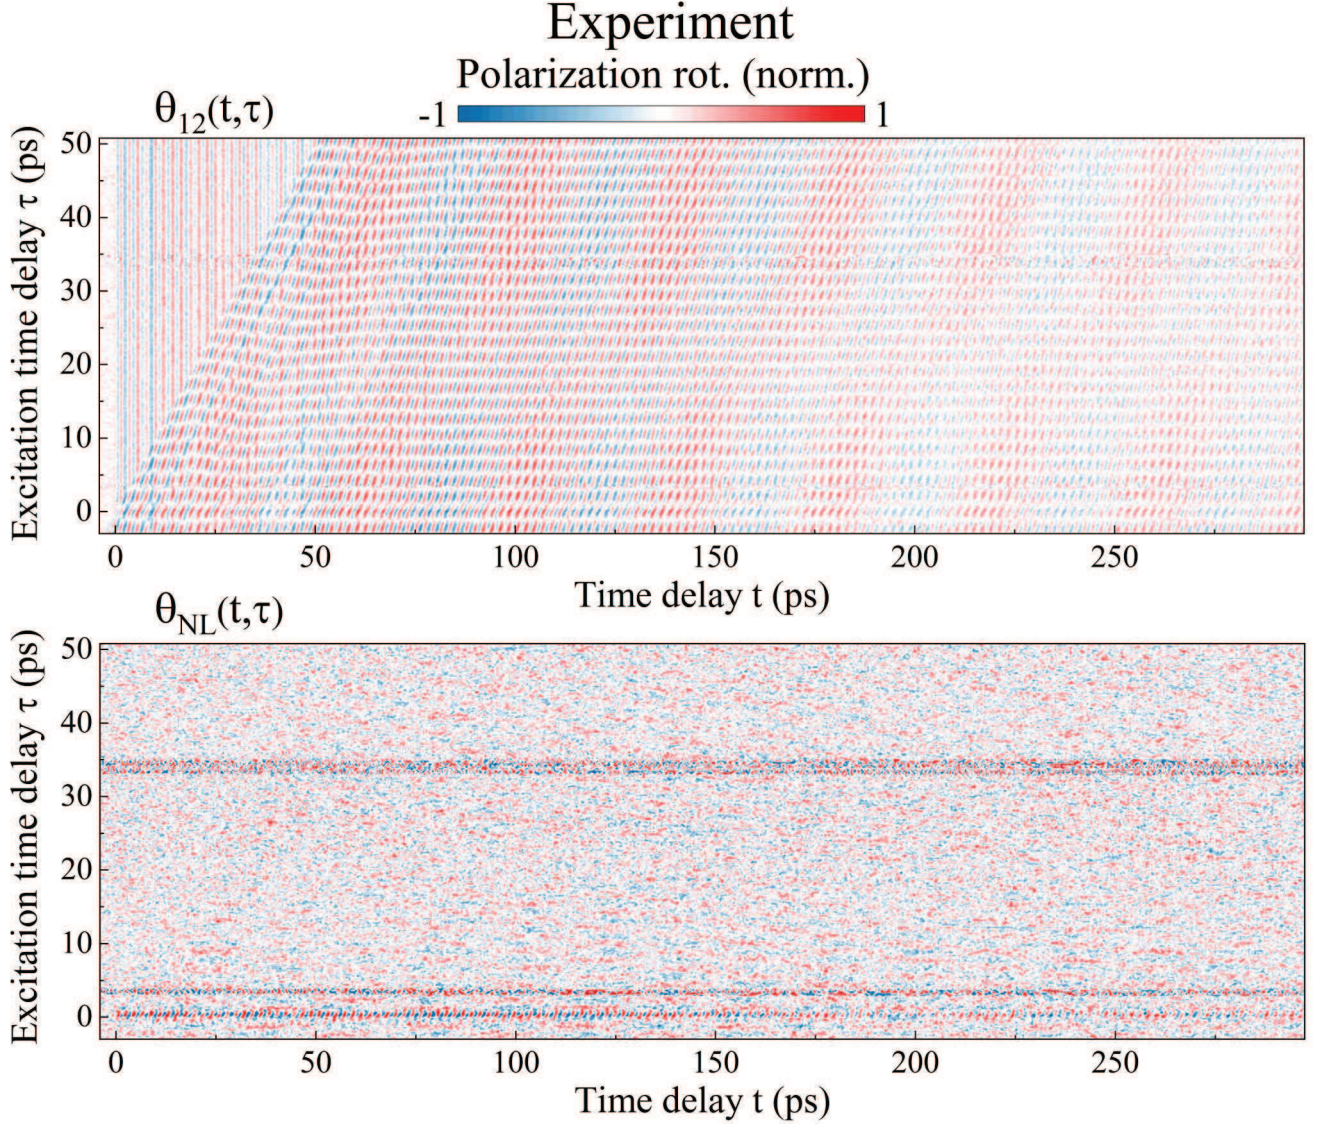 Experiment
Polarization rot. (norm.)
θ12(t,τ)
-1 1
Excitation time delay τ (ps)
50
40
30
20
10
0
0 50 100 150 200 250
Time delay t (ps)
θNL(t,τ)
Excitation time delay τ (ps)
50
40
30
20
10
0
0 50 100 150 200 250
Time delay t (ps)